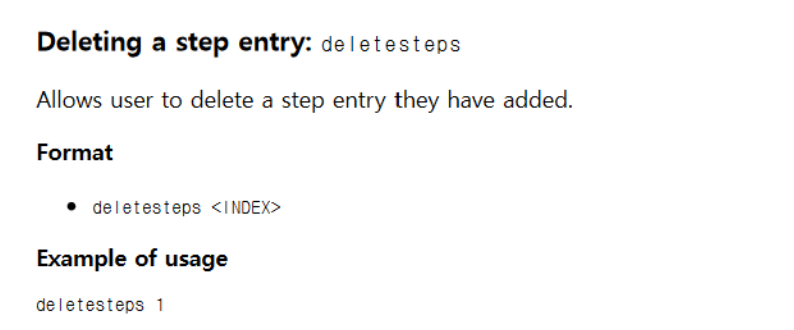 Deleting a step entry: deletesteps
Allows user to delete a step entry they have added.
Format
• deletesteps <INDEX>
Example of usage
deletesteps 1